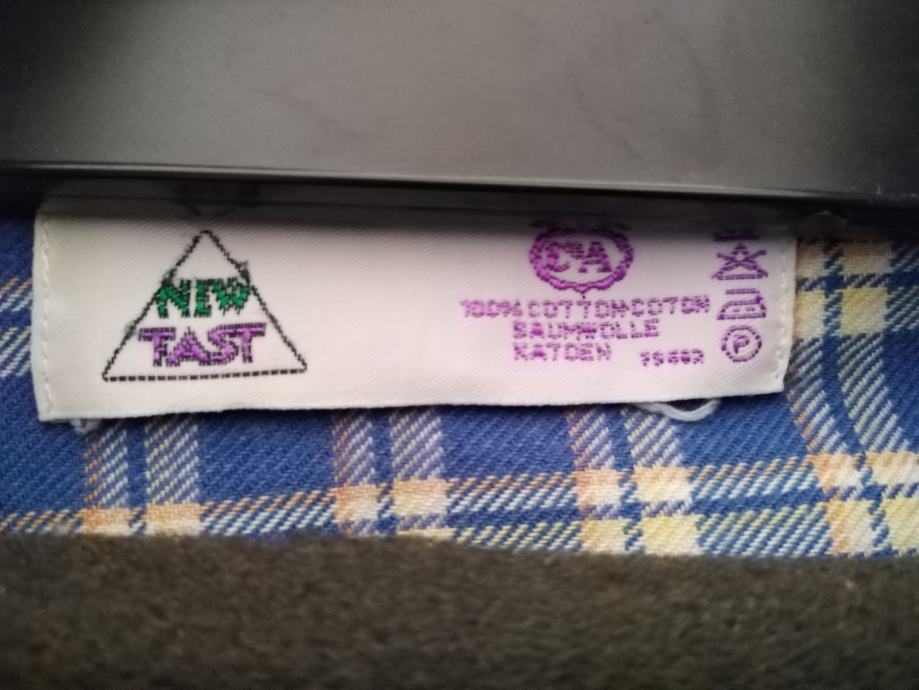 NEW
TAST
C&A
100% COTTON·COTON
BAUMWOLLE
KATOEN
P